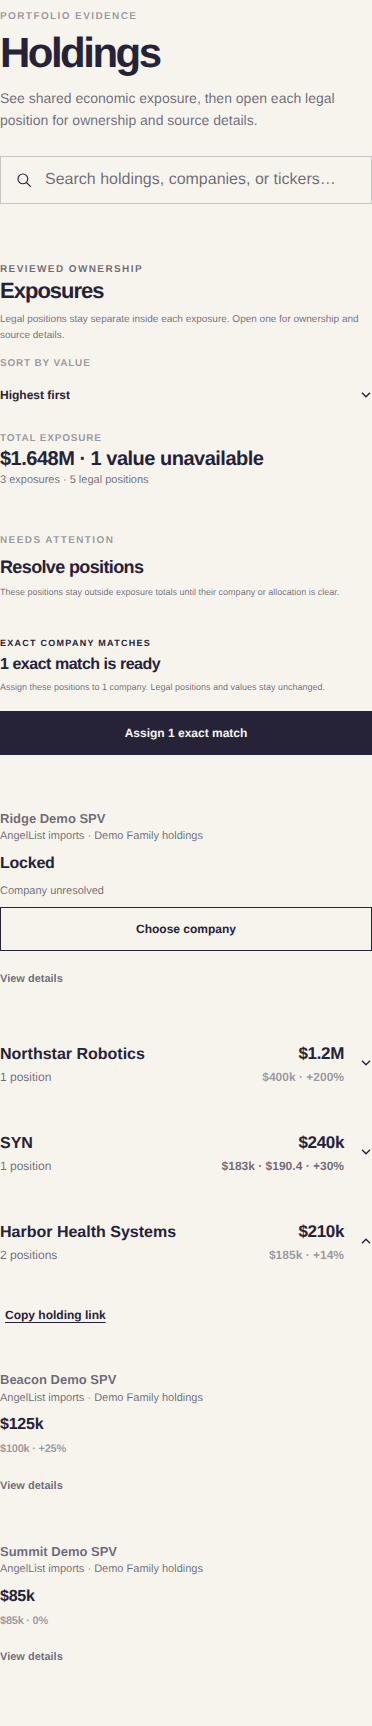 PORTFOLIO EVIDENCE
Holdings
See shared economic exposure, then open each legal
position for ownership and source details.
Search holdings, companies, or tickers…
REVIEWED OWNERSHIP
Exposures
Legal positions stay separate inside each exposure. Open one for ownership and
source details.
SORT BY VALUE
Highest first
TOTAL EXPOSURE
$1.648M · 1 value unavailable
3 exposures · 5 legal positions
NEEDS ATTENTION
Resolve positions
These positions stay outside exposure totals until their company or allocation is clear.
EXACT COMPANY MATCHES
1 exact match is ready
Assign these positions to 1 company. Legal positions and values stay unchanged.
Assign 1 exact match
Ridge Demo SPV
AngelList imports · Demo Family holdings
Locked
Company unresolved
Choose company
View details
Northstar Robotics $1.2M
1 position $400k · +200%
SYN $240k
1 position $183k · $190.4 · +30%
Harbor Health Systems $210k
2 positions $185k · +14%
Copy holding link
Beacon Demo SPV
AngelList imports · Demo Family holdings
$125k
$100k · +25%
View details
Summit Demo SPV
AngelList imports · Demo Family holdings
$85k
$85k · 0%
View details